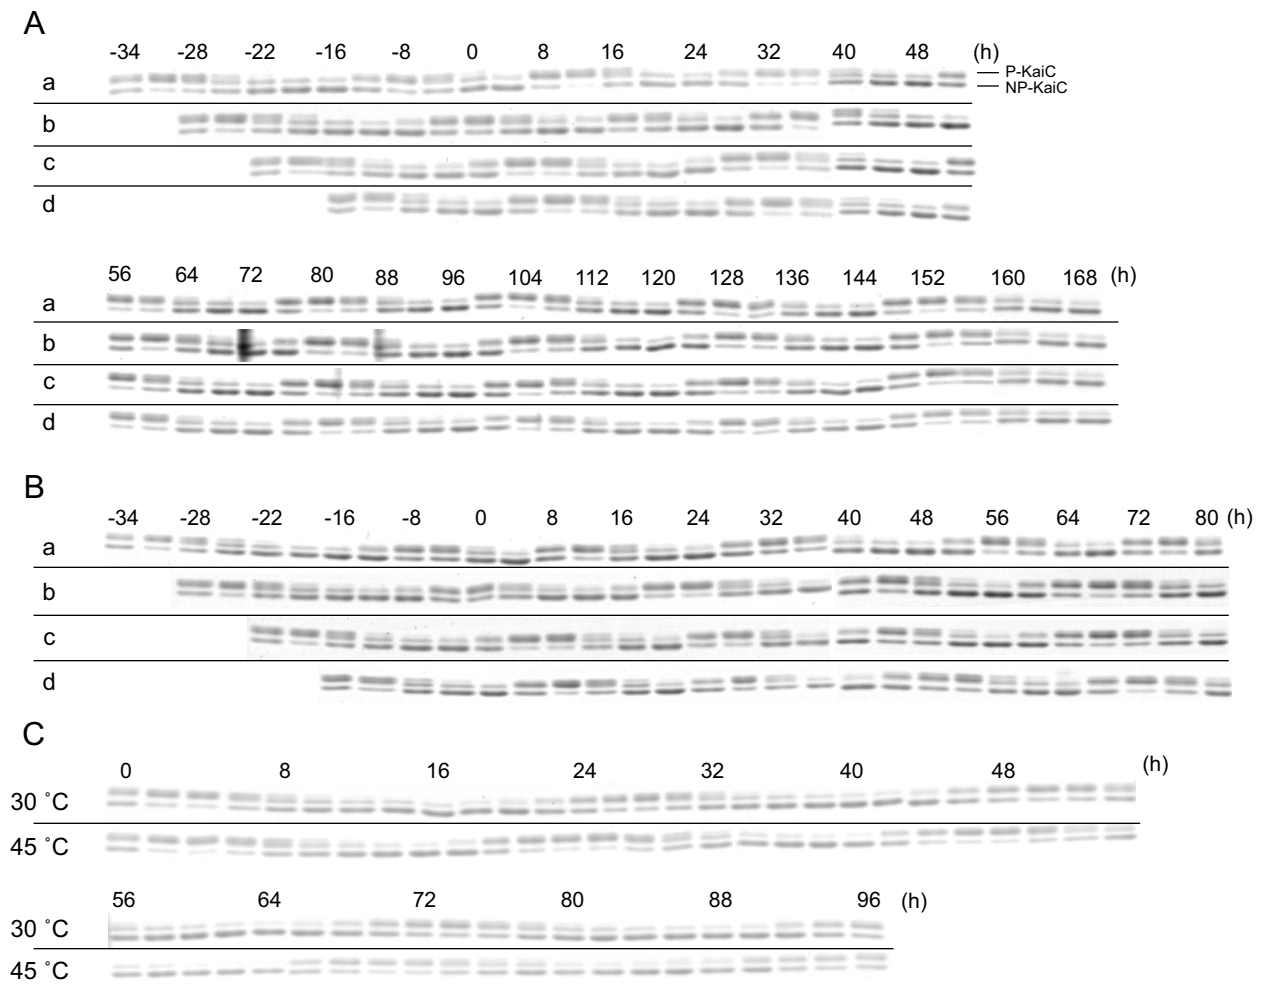 A
-34 -28 -22 -16 -8 0 8 16 24 32 40 48 (h)
a
P-KaiC
NP-KaiC
b
c
d
56 64 72 80 88 96 104 112 120 128 136 144 152 160 168 (h)
a
b
c
d
B
-34 -28 -22 -16 -8 0 8 16 24 32 40 48 56 64 72 80 (h)
a
b
c
d
C
0 8 16 24 32 40 48 (h)
30 ˚C
45 ˚C
56 64 72 80 88 96 (h)
30 ˚C
45 ˚C